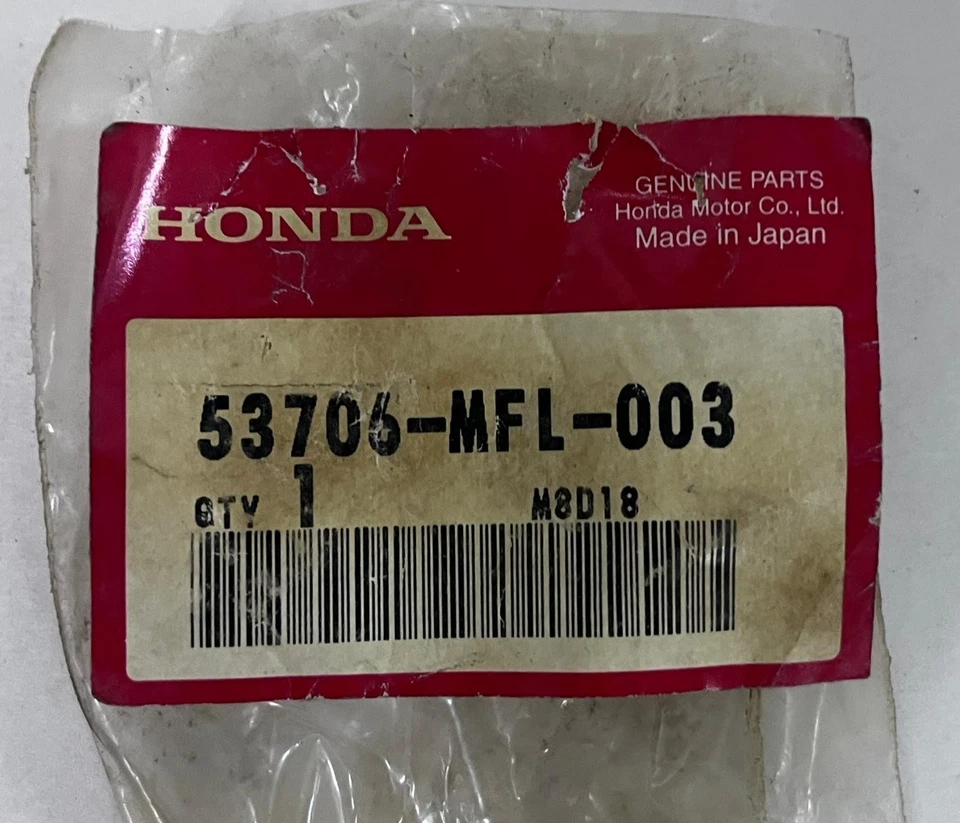 HONDA
GENUINE PARTS
Honda Motor Co., Ltd.
Made in Japan
53706-MFL-003
QTY 1 M8D18